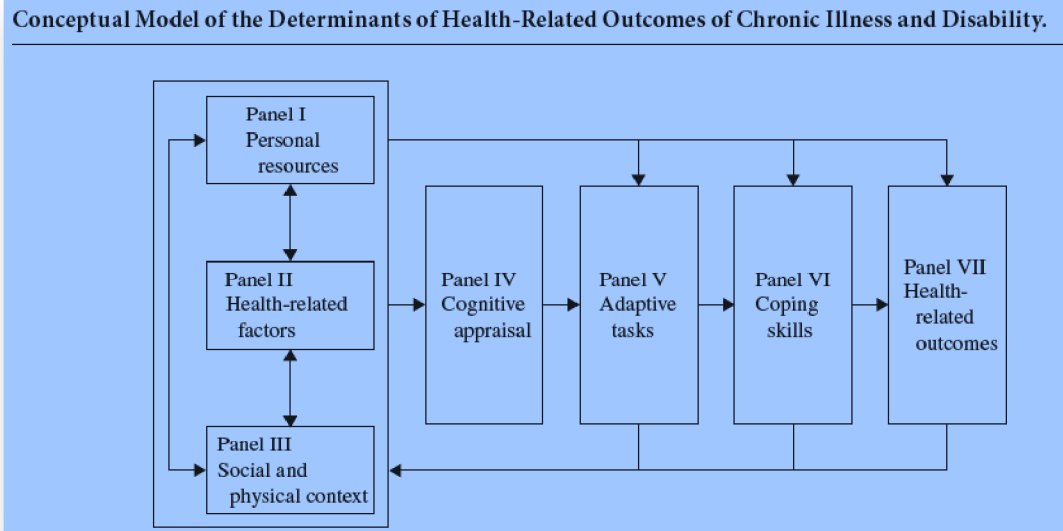 Conceptual Model of the Determinants of Health-Related Outcomes of Chronic Illness and Disability.
Panel I
Personal
resources
Panel II
Health-related
factors
Panel III
Social and
physical context
Panel IV
Cognitive
appraisal
Panel V
Adaptive
tasks
Panel VI
Coping
skills
Panel VII
Health-
related
outcomes